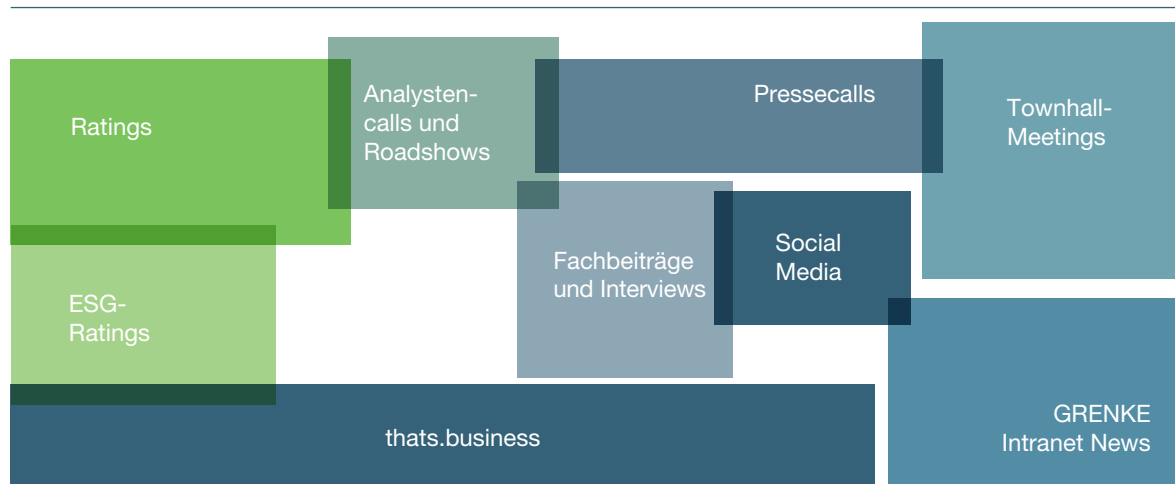 Ratings
Analysten-
calls und
Roadshows
Pressecalls
Townhall-
Meetings
ESG-
Ratings
Fachbeiträge
und Interviews
Social
Media
thats.business
GRENKE
Intranet News